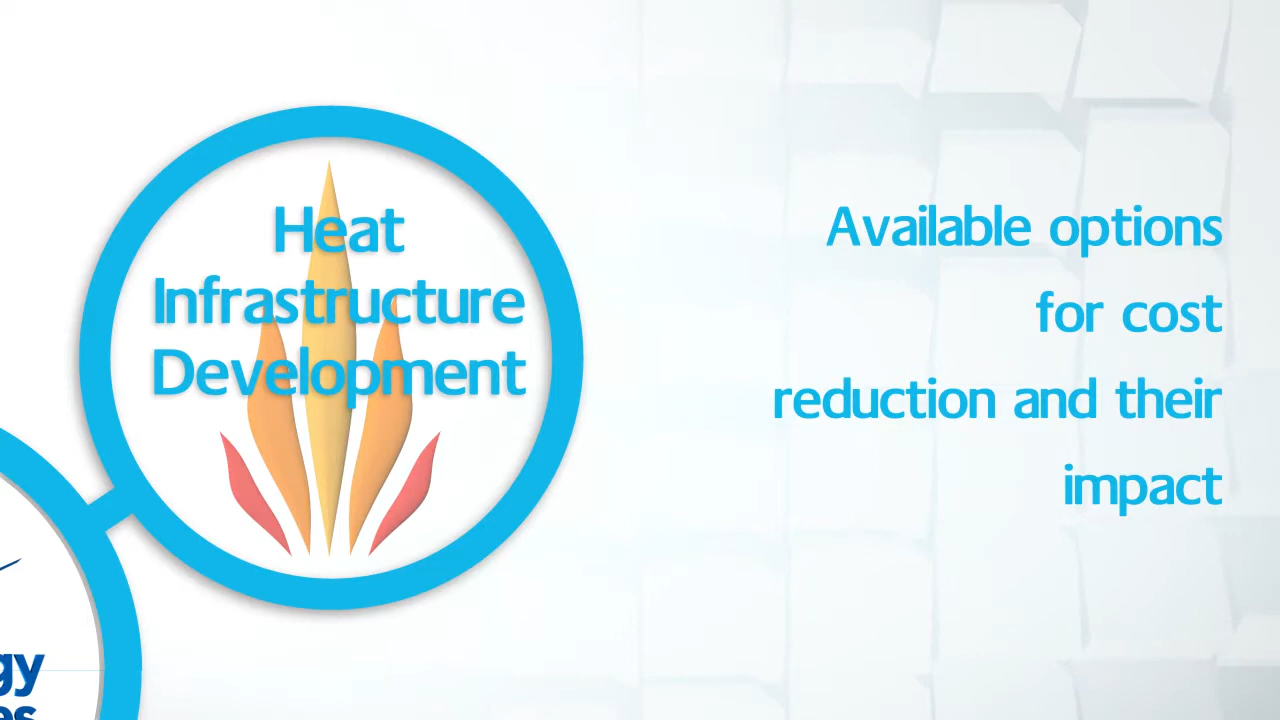 Heat
Infrastructure
Development
Available options
for cost
reduction and their
impact